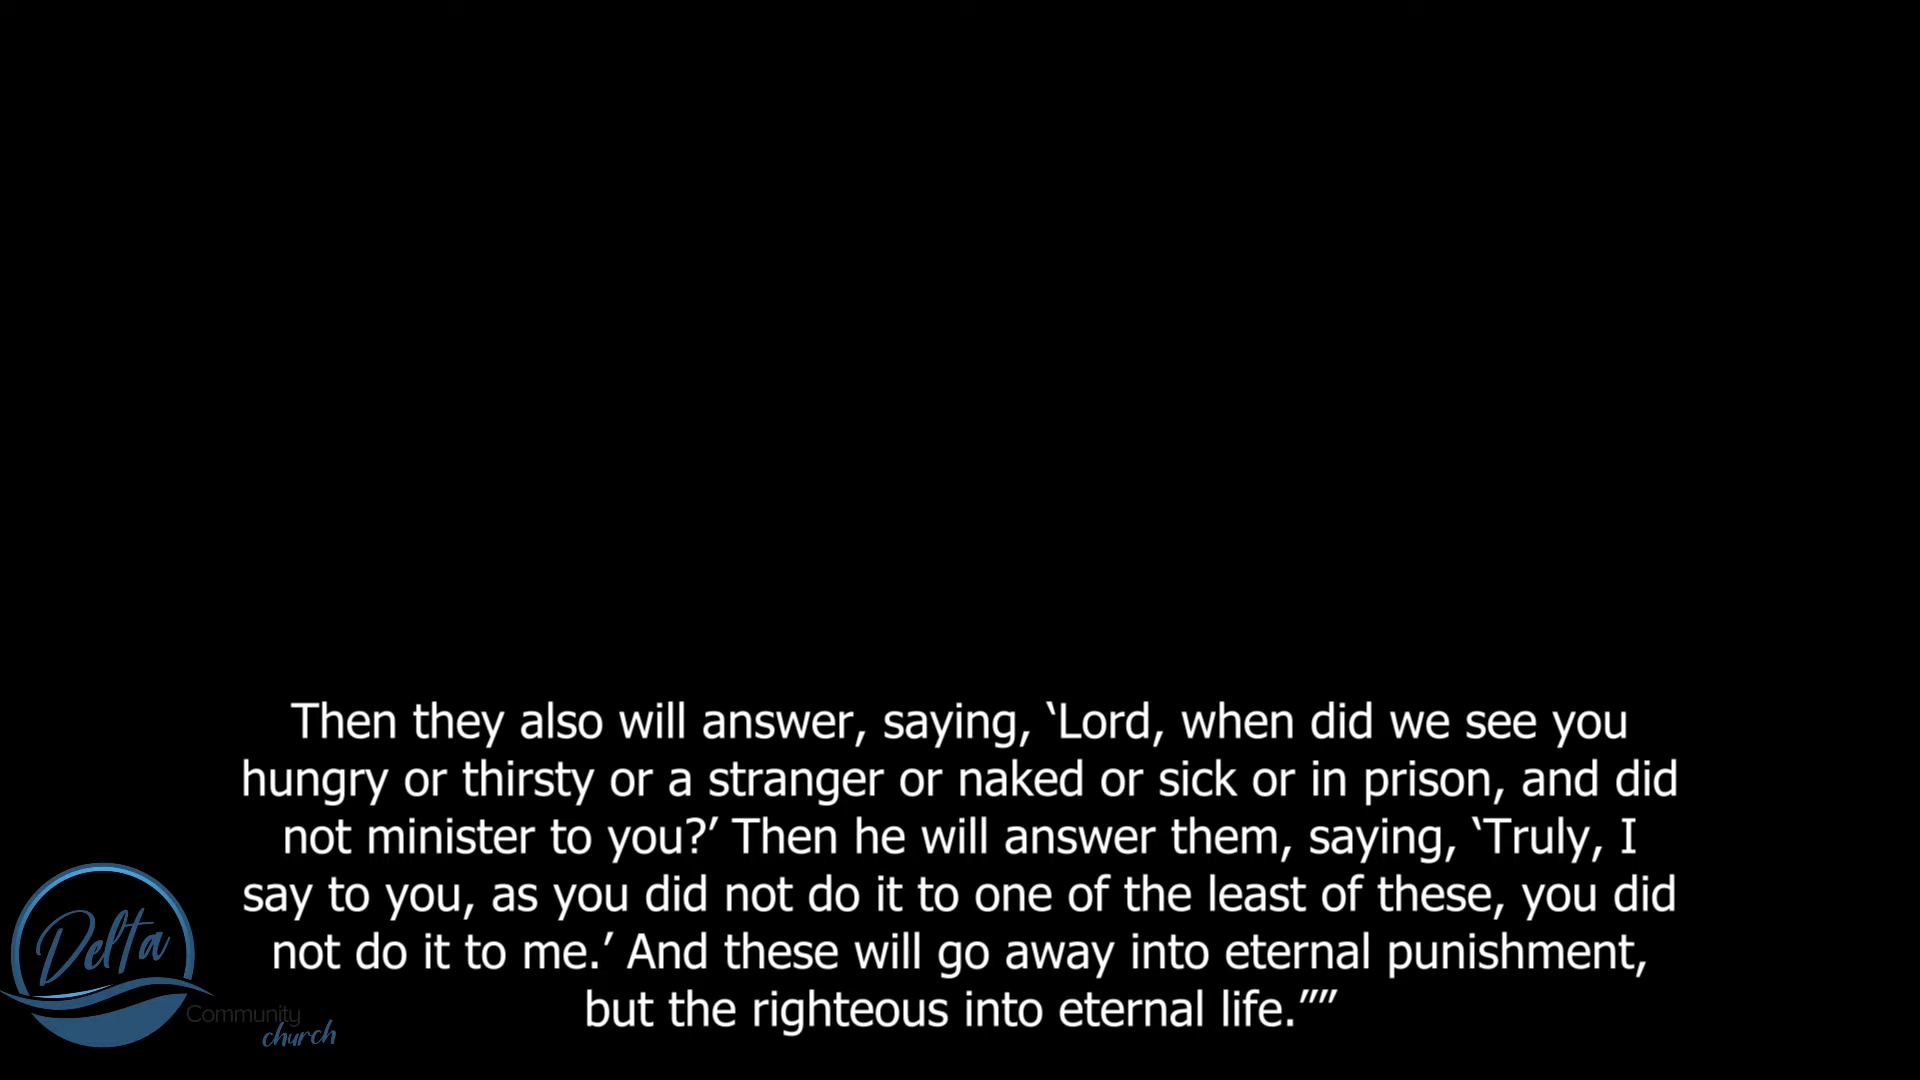 Then they also will answer, saying, ‘Lord, when did we see you
hungry or thirsty or a stranger or naked or sick or in prison, and did
not minister to you?’ Then he will answer them, saying, ‘Truly, I
say to you, as you did not do it to one of the least of these, you did
not do it to me.’ And these will go away into eternal punishment,
but the righteous into eternal life.””
Delta
Community
church